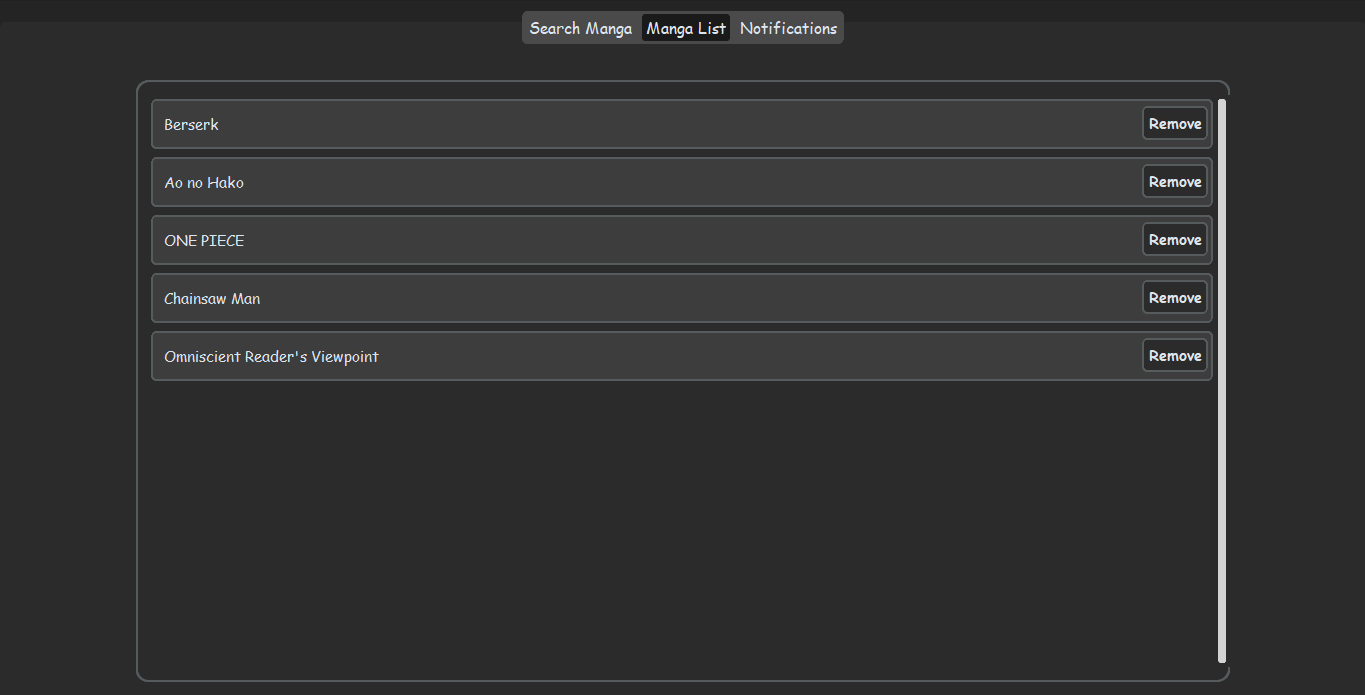 Search Manga Manga List Notifications
Berserk Remove
Ao no Hako Remove
ONE PIECE Remove
Chainsaw Man Remove
Omniscient Reader's Viewpoint Remove